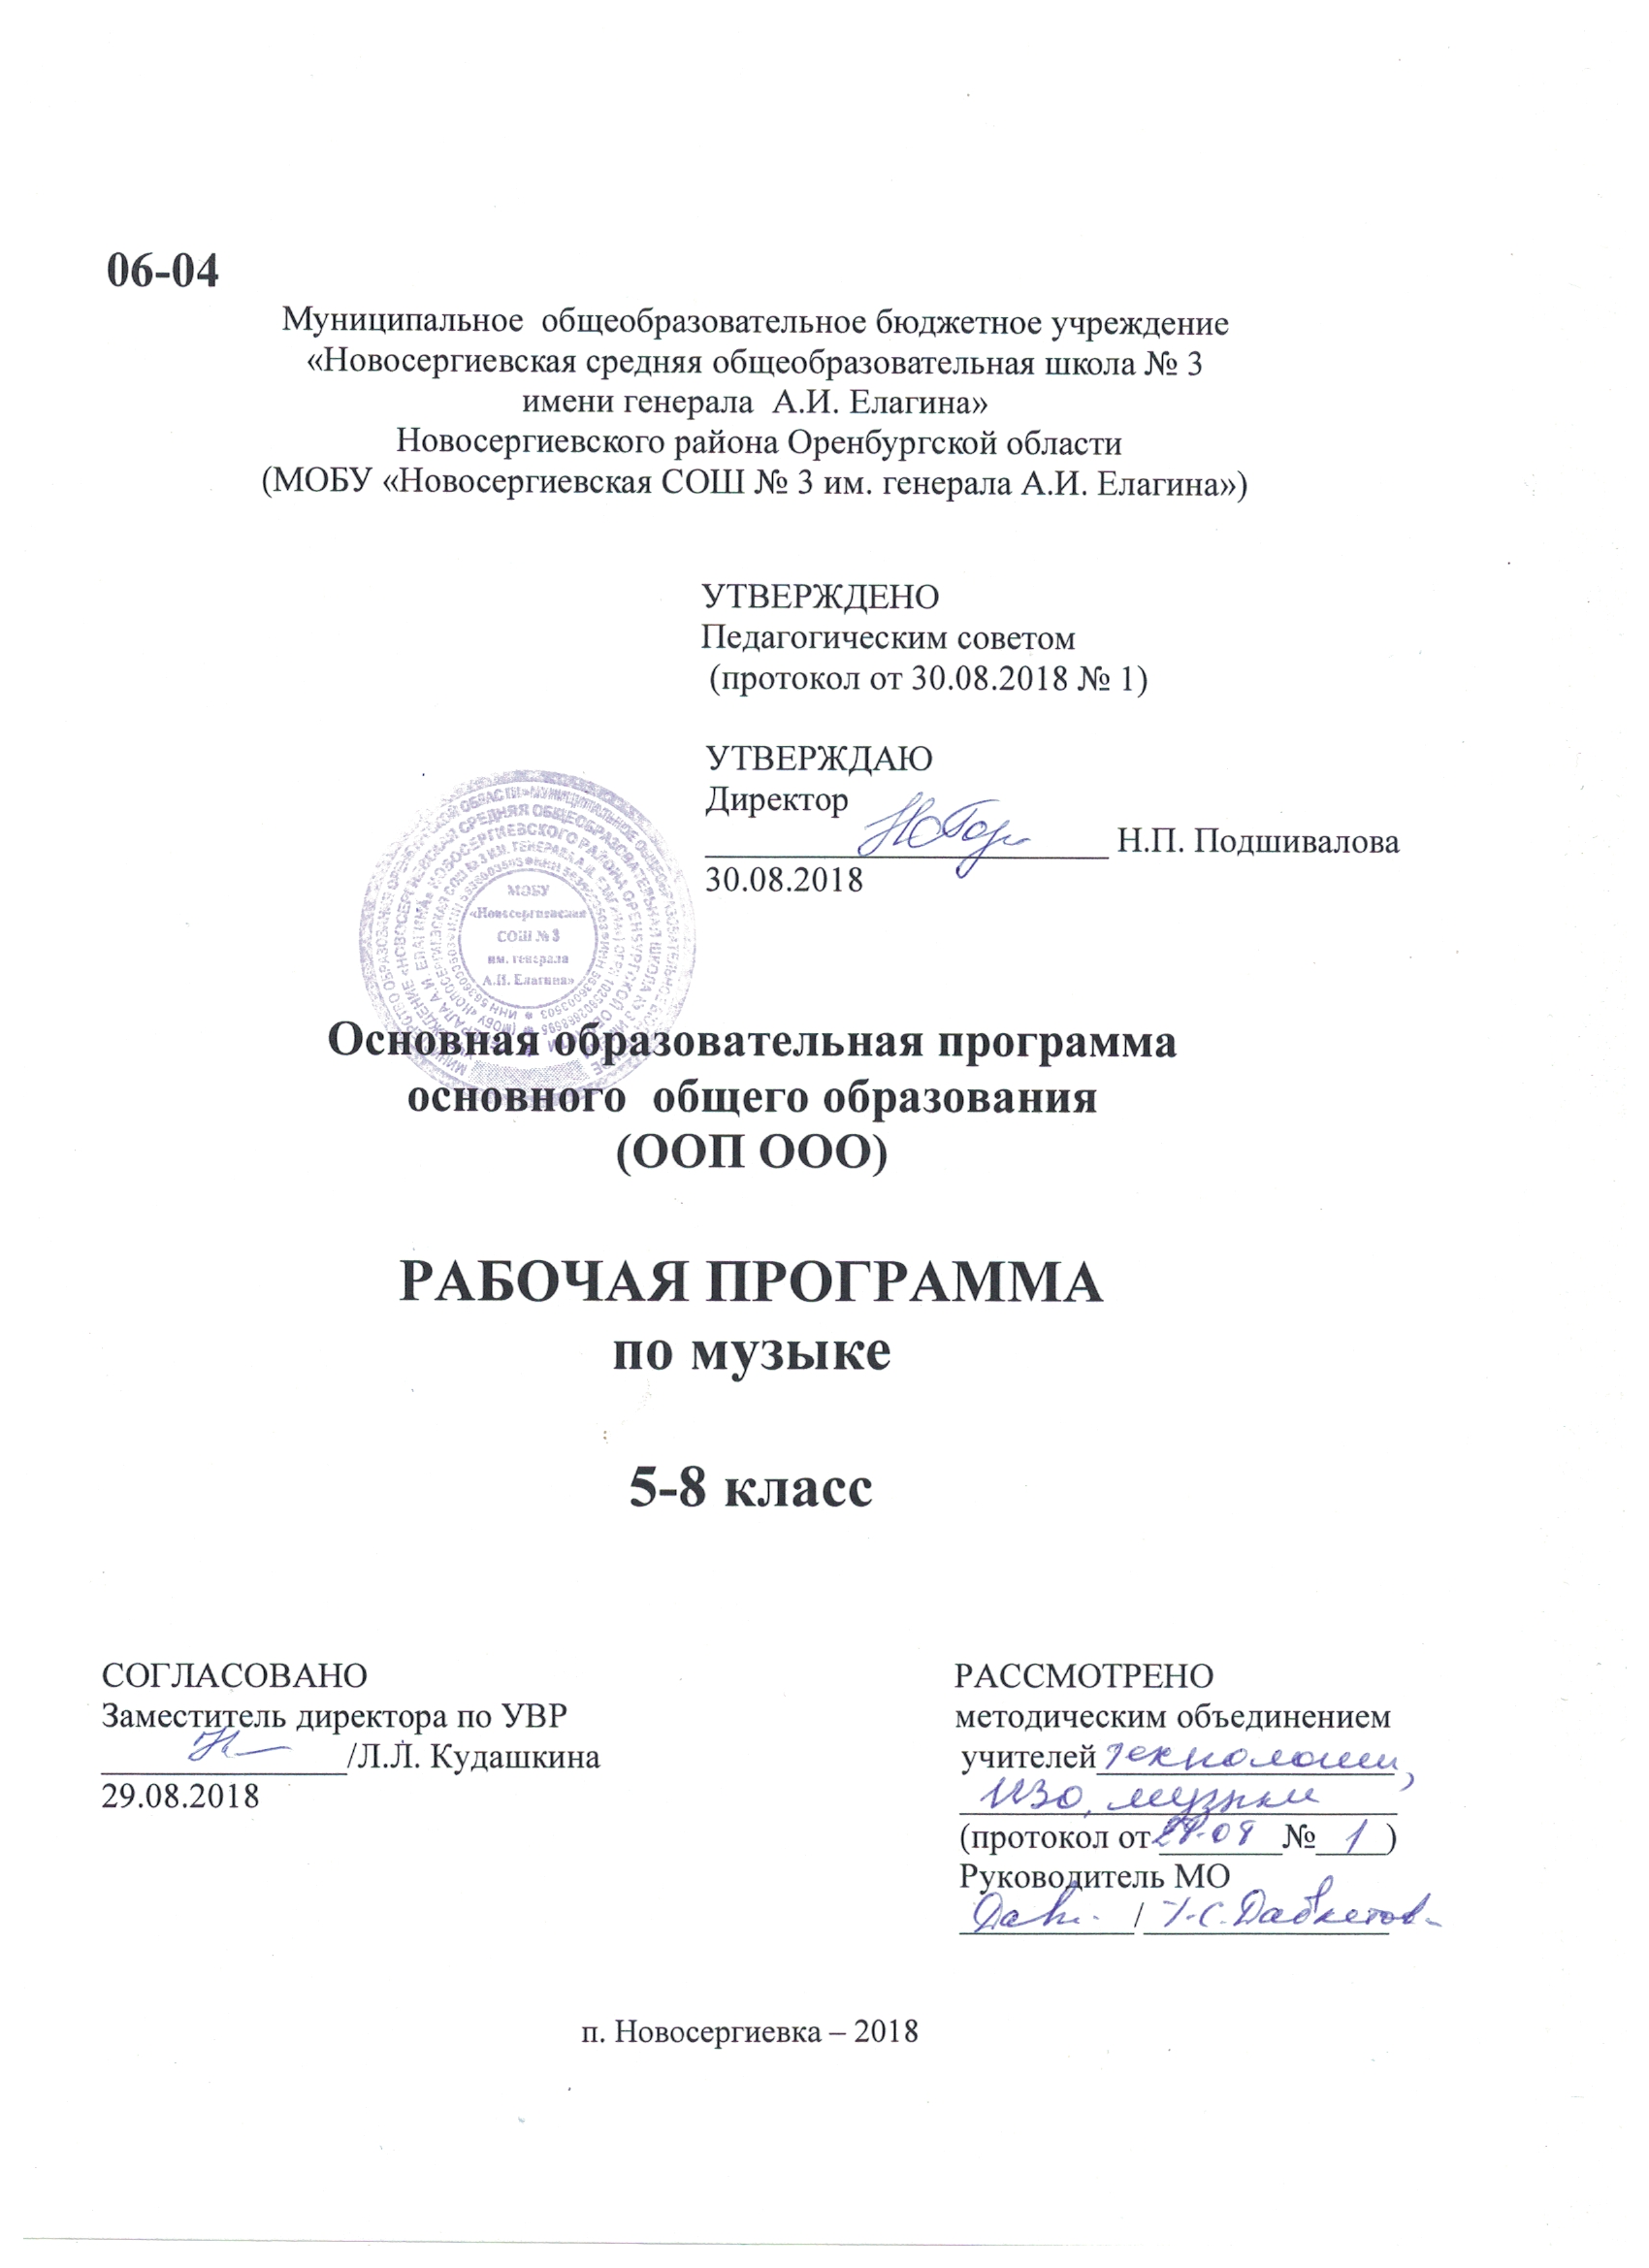 06-04
Муниципальное общеобразовательное бюджетное учреждение
«Новосергиевская средняя общеобразовательная школа № 3
имени генерала А.И. Елагина»
Новосергиевского района Оренбургской области
(МОБУ «Новосергиевская СОШ № 3 им. генерала А.И. Елагина»)
УТВЕРЖДЕНО
Педагогическим советом
(протокол от 30.08.2018 № 1)
УТВЕРЖДАЮ
Директор
Н.П. Подшивалова
30.08.2018
МОБУ
«Новосергиевская
СОШ № 3
им. генерала
А.И. Елагина»
Основная образовательная программа
основного общего образования
(ООП ООО)
РАБОЧАЯ ПРОГРАММА
по музыке
5-8 класс
СОГЛАСОВАНО
Заместитель директора по УВР
/Л.Л. Кудашкина
29.08.2018
РАССМОТРЕНО
методическим объединением
учителей технологии,
ИЗО, музыки
(протокол от № 1)
Руководитель МО
/
п. Новосергиевка – 2018